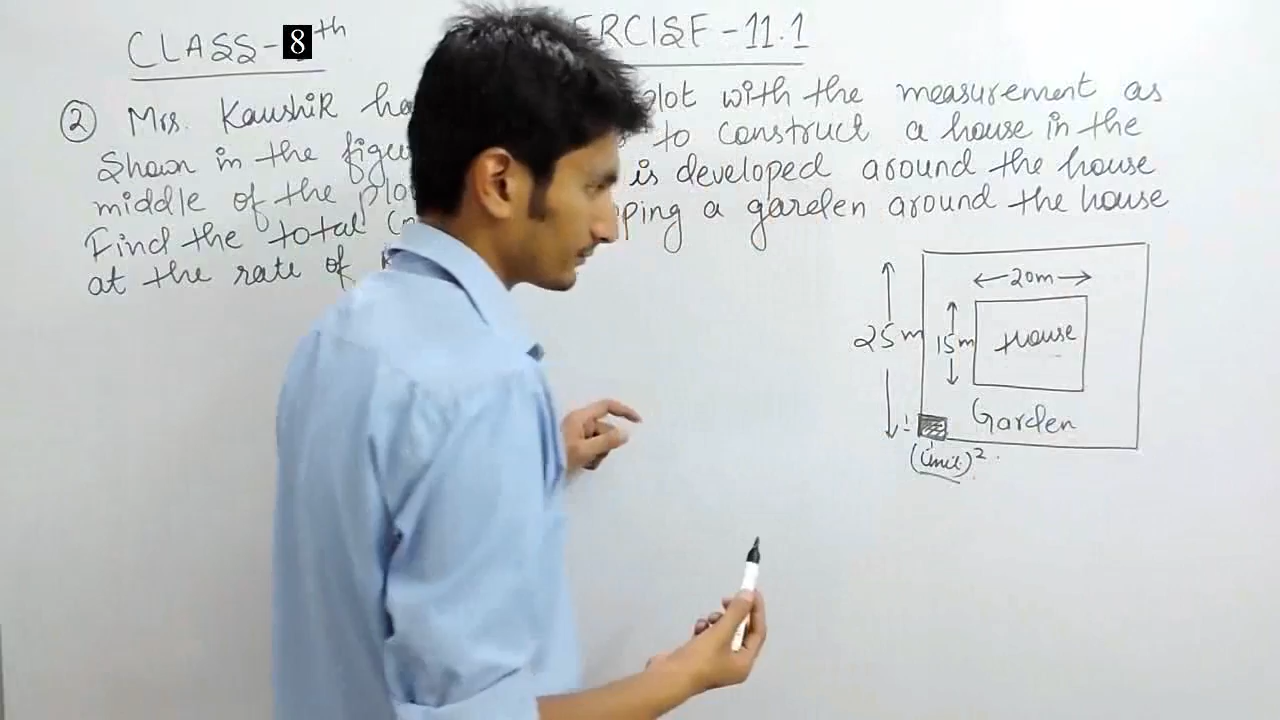 CLASS-8th ERCISE-11.1
② Mrs. Kaushik ha plot with the measurement as
Shown in the figu to construct a house in the
middle of the plo is developed around the house
Find the total ping a garden around the house
at the rate of
20m
25m 15m House
Garden
(Unit)².